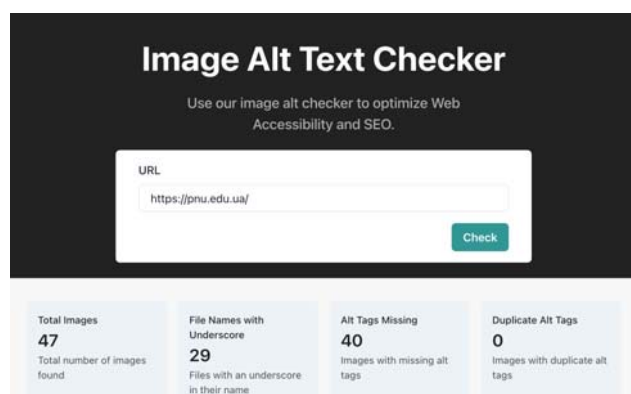 Image Alt Text Checker
Use our image alt checker to optimize Web
Accessibility and SEO.
URL
https://pnu.edu.ua/
Check
Total Images
47
Total number of images
found
File Names with
Underscore
29
Files with an underscore
in their name
Alt Tags Missing
40
Images with missing alt
tags
Duplicate Alt Tags
0
Images with duplicate alt
tags